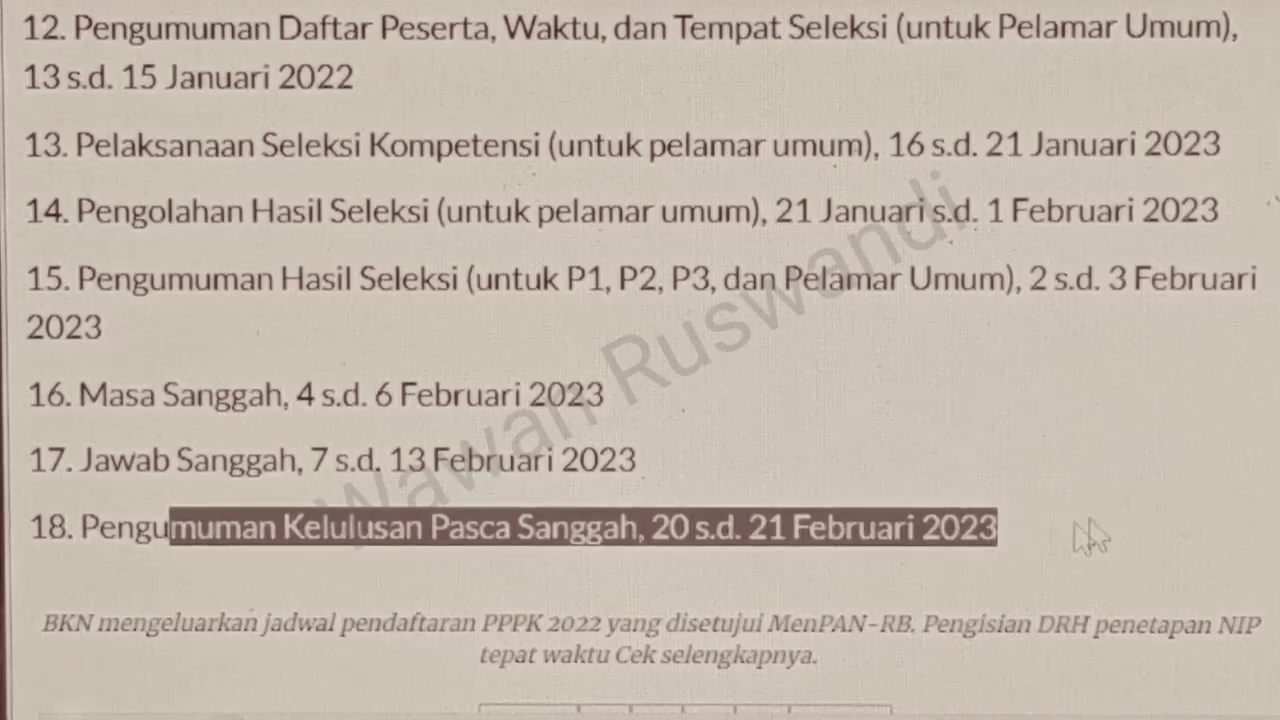 12. Pengumuman Daftar Peserta, Waktu, dan Tempat Seleksi (untuk Pelamar Umum),
13 s.d. 15 Januari 2022
13. Pelaksanaan Seleksi Kompetensi (untuk pelamar umum), 16 s.d. 21 Januari 2023
14. Pengolahan Hasil Seleksi (untuk pelamar umum), 21 Januari s.d. 1 Februari 2023
15. Pengumuman Hasil Seleksi (untuk P1, P2, P3, dan Pelamar Umum), 2 s.d. 3 Februari
2023
16. Masa Sanggah, 4 s.d. 6 Februari 2023
17. Jawab Sanggah, 7 s.d. 13 Februari 2023
18. Pengumuman Kelulusan Pasca Sanggah, 20 s.d. 21 Februari 2023
Wawan Ruswandi
BKN mengeluarkan jadwal pendaftaran PPPK 2022 yang disetujui MenPAN-RB. Pengisian DRH penetapan NIP
tepat waktu Cek selengkapnya.